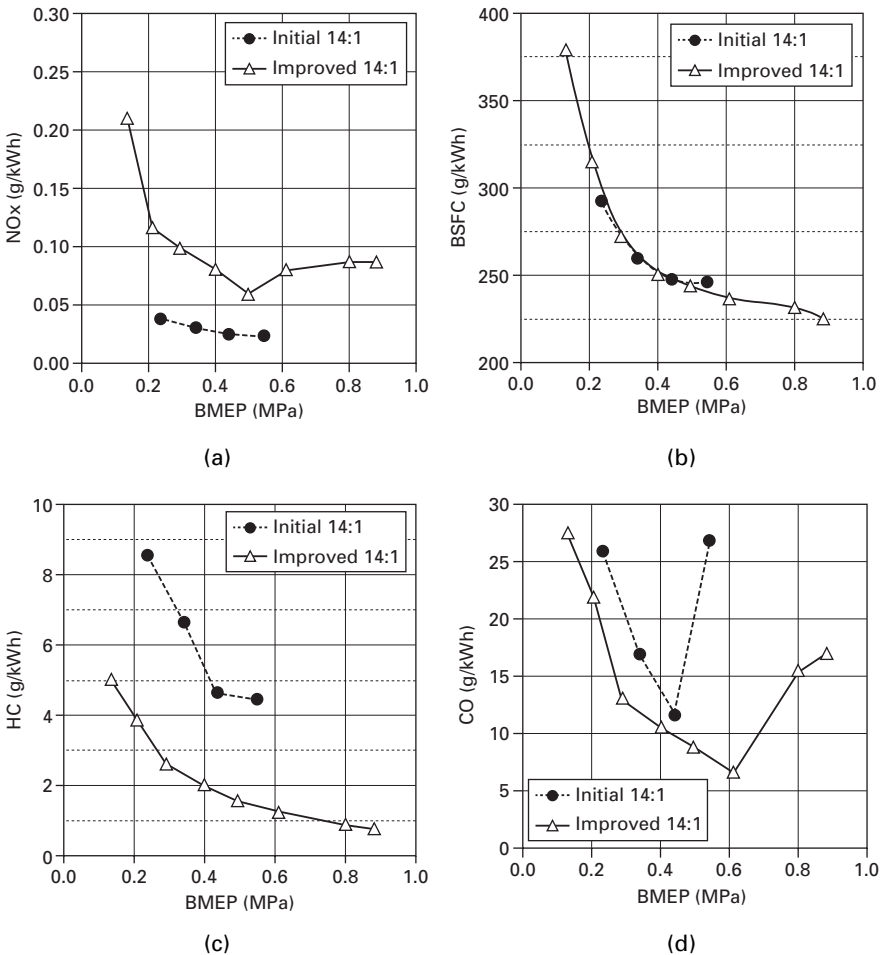 0.30
0.25
0.20
0.15
0.10
0.05
0.00
NOx (g/kWh)
Initial 14:1
Improved 14:1
0.0 0.2 0.4 0.6 0.8 1.0
BMEP (MPa)
(a)
400
350
300
250
200
BSFC (g/kWh)
Initial 14:1
Improved 14:1
0.0 0.2 0.4 0.6 0.8 1.0
BMEP (MPa)
(b)
10
8
6
4
2
0
HC (g/kWh)
Initial 14:1
Improved 14:1
0.0 0.2 0.4 0.6 0.8 1.0
BMEP (MPa)
(c)
30
25
20
15
10
5
0
CO (g/kWh)
Initial 14:1
Improved 14:1
0.0 0.2 0.4 0.6 0.8 1.0
BMEP (MPa)
(d)